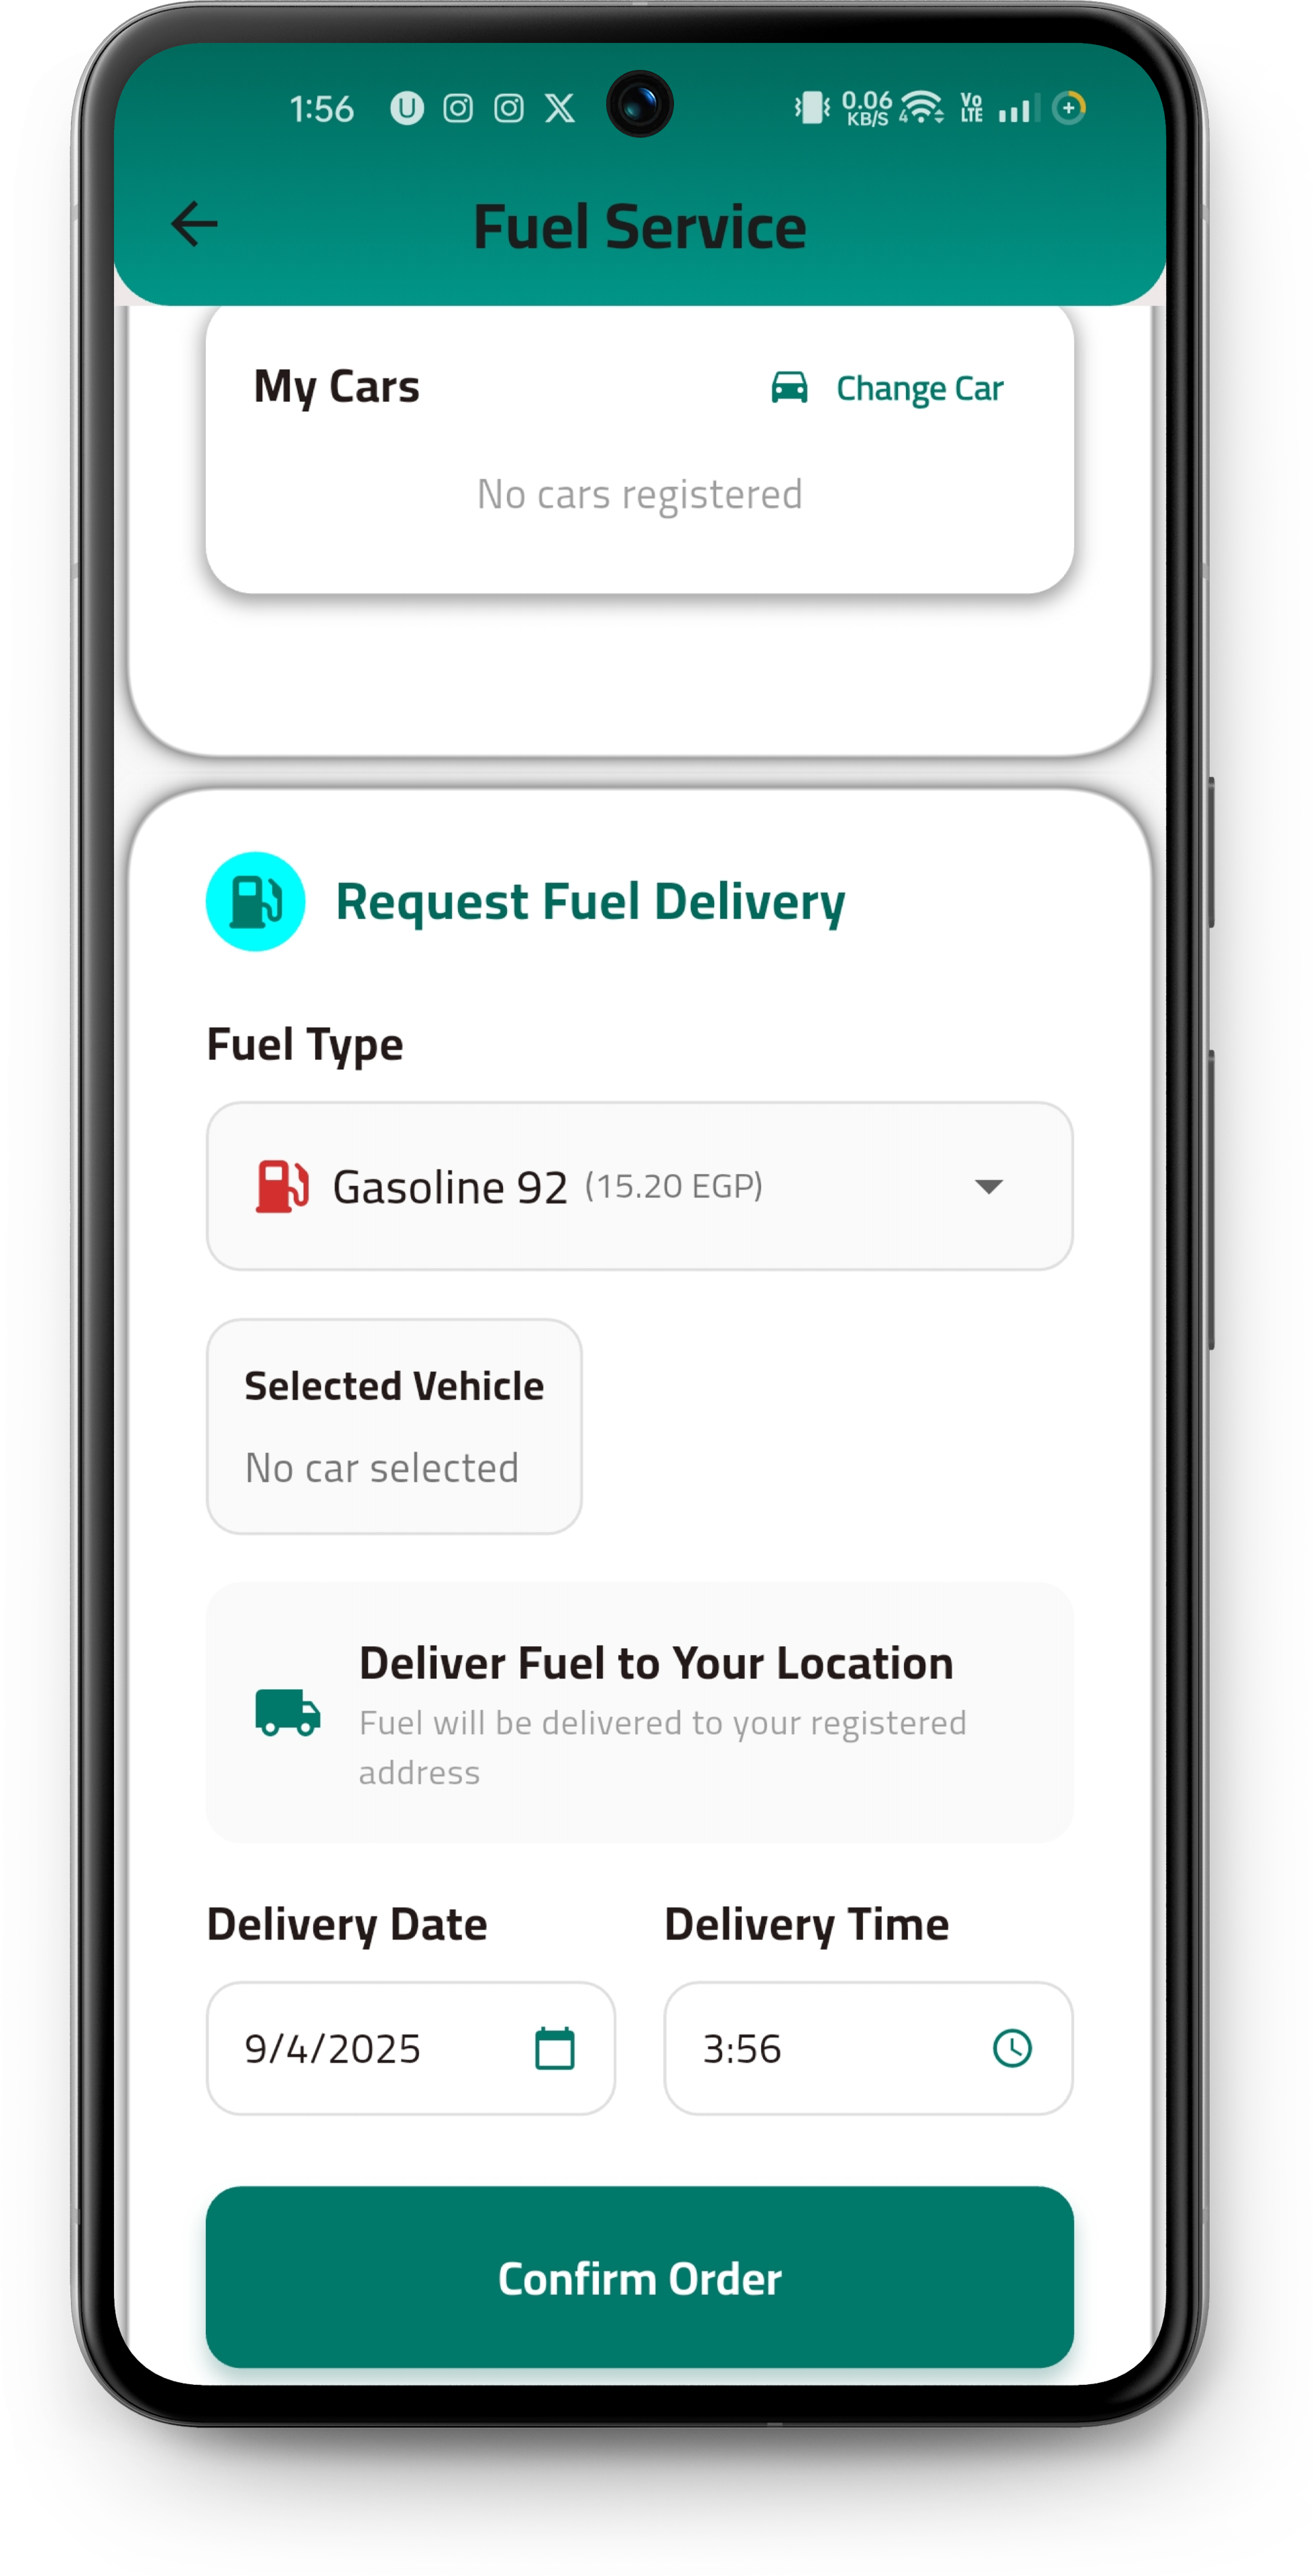 1:56
0.06
KB/S
4
Vo
LTE
Fuel Service
My Cars
Change Car
No cars registered
Request Fuel Delivery
Fuel Type
Gasoline 92 (15.20 EGP)
Selected Vehicle
No car selected
Deliver Fuel to Your Location
Fuel will be delivered to your registered
address
Delivery Date
Delivery Time
9/4/2025
3:56
Confirm Order